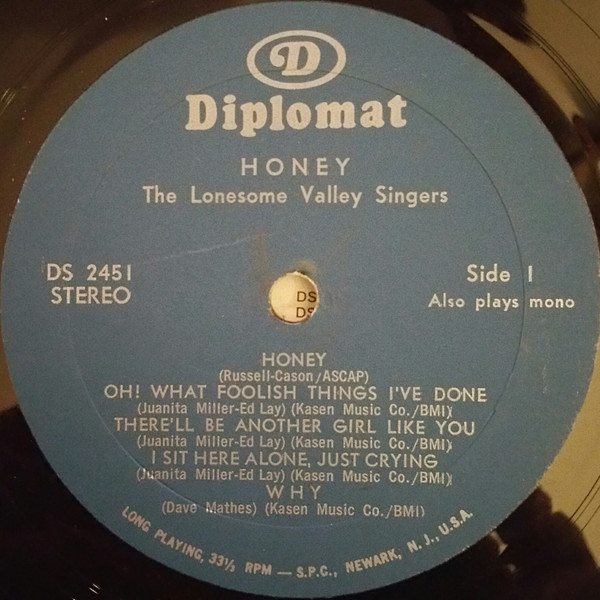 D
Diplomat
HONEY
The Lonesome Valley Singers
DS 2451
STEREO
Side 1
Also plays mono
DS
DS
HONEY
(Russell-Cason/ASCAP)
OH! WHAT FOOLISH THINGS I'VE DONE
(Juanita Miller-Ed Lay) (Kasen Music Co./BMI)
THERE'LL BE ANOTHER GIRL LIKE YOU
(Juanita Miller-Ed Lay) (Kasen Music Co./BMI)
I SIT HERE ALONE, JUST CRYING
(Juanita Miller-Ed Lay) (Kasen Music Co./BMI)
WHY
(Dave Mathes) (Kasen Music Co./BMI)
LONG PLAYING, 33⅓ RPM — S.P.C., NEWARK, N. J., U.S.A.